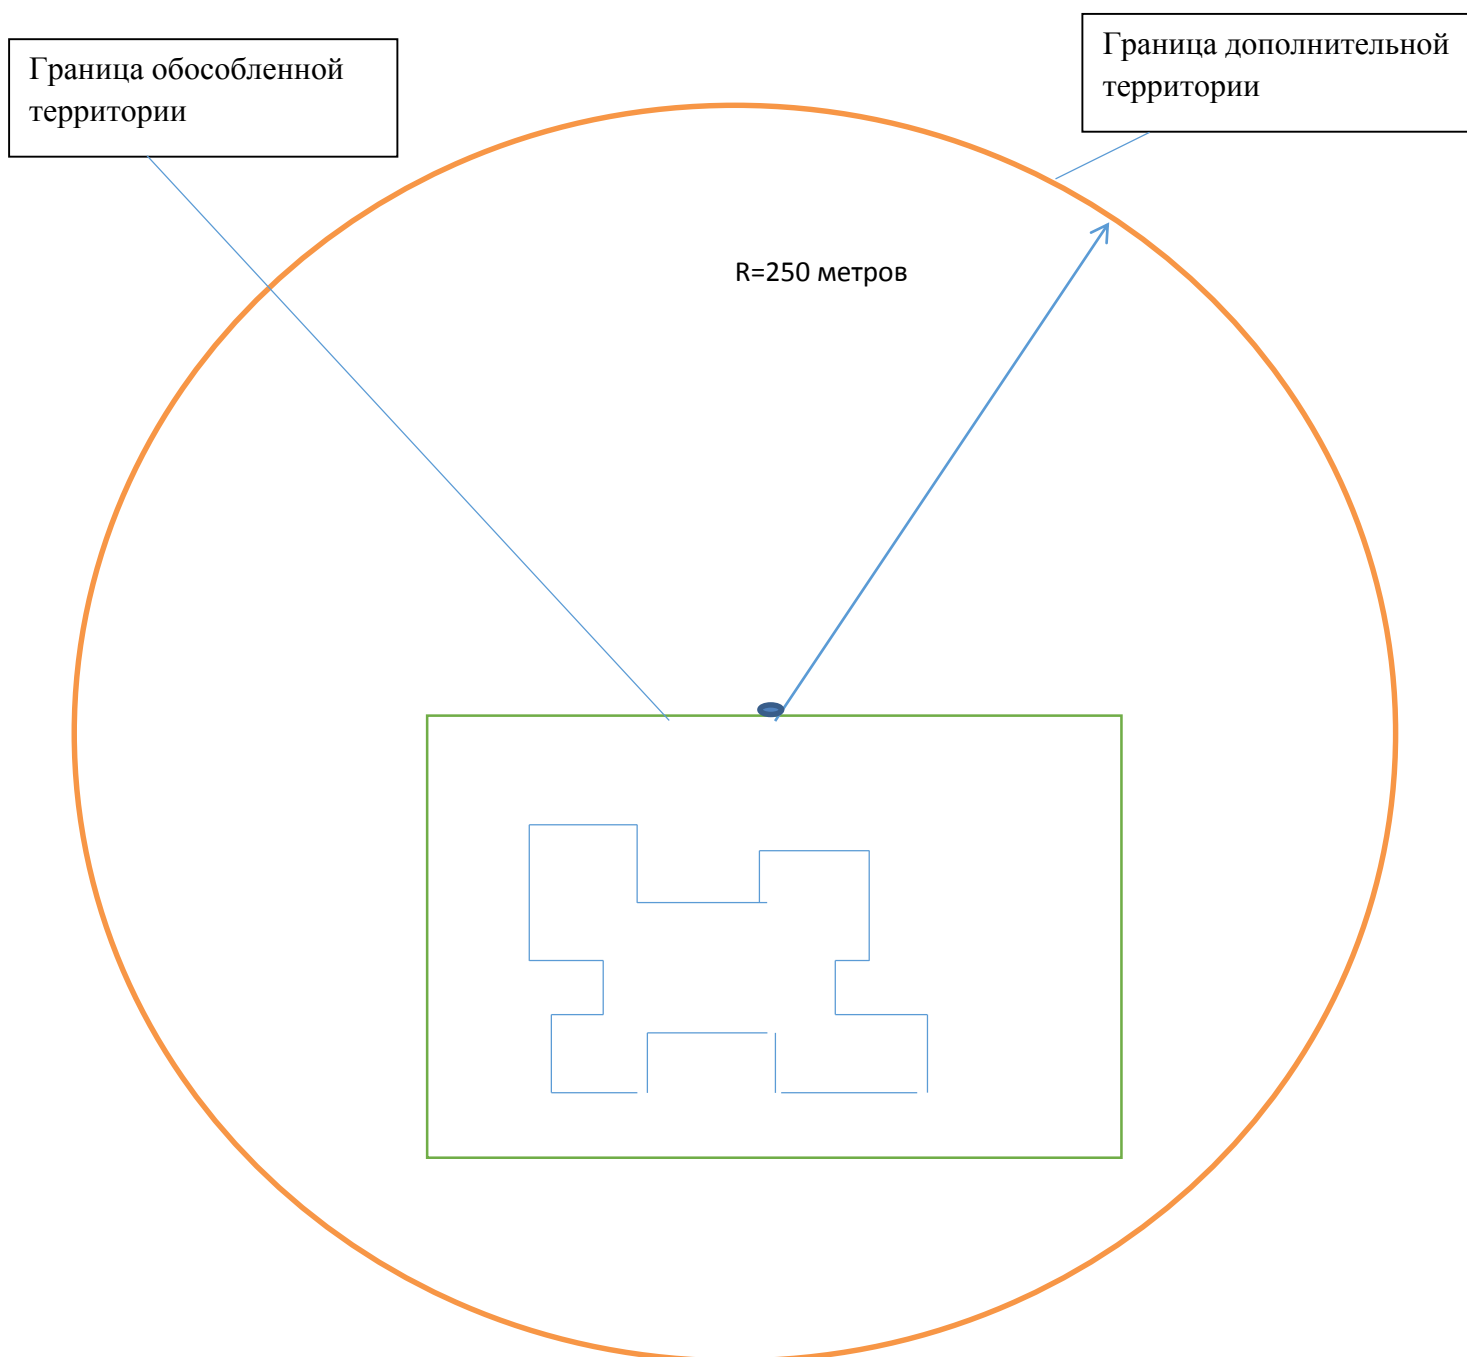 Граница обособленной
территории
Граница дополнительной
территории
R=250 метров